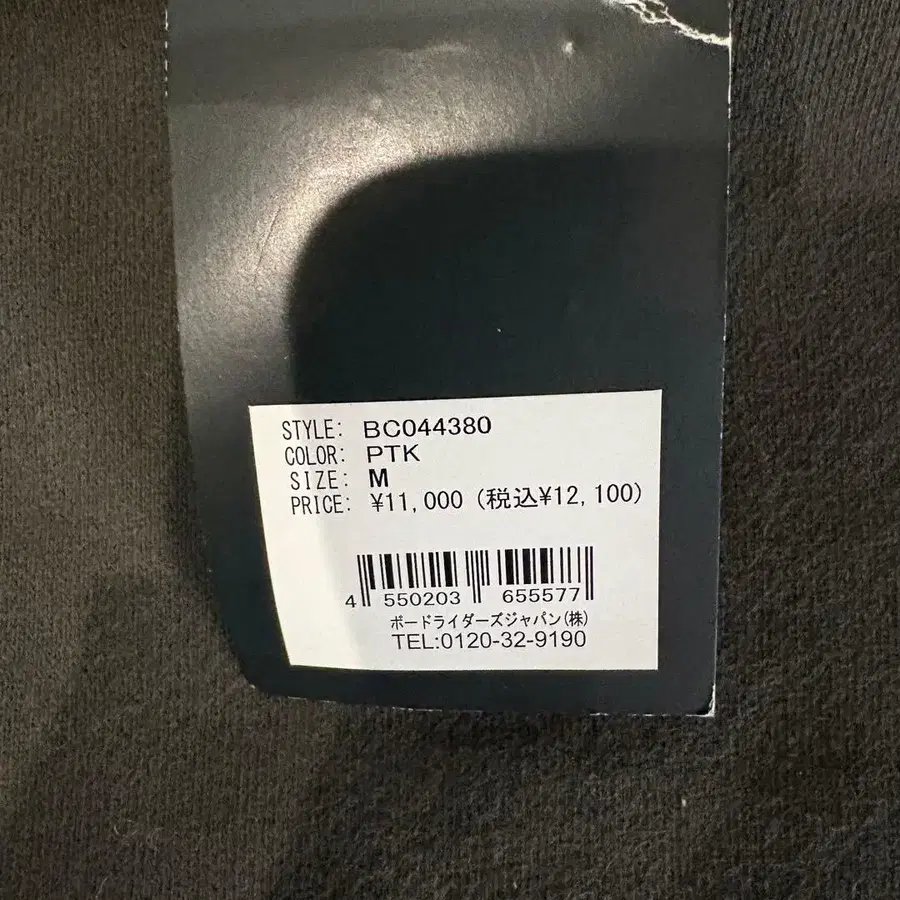 STYLE: BC044380
COLOR: PTK
SIZE: M
PRICE: ¥11,000 (税込¥12,100)
4 550203 655577
ボードライダーズジャパン(株)
TEL:0120-32-9190